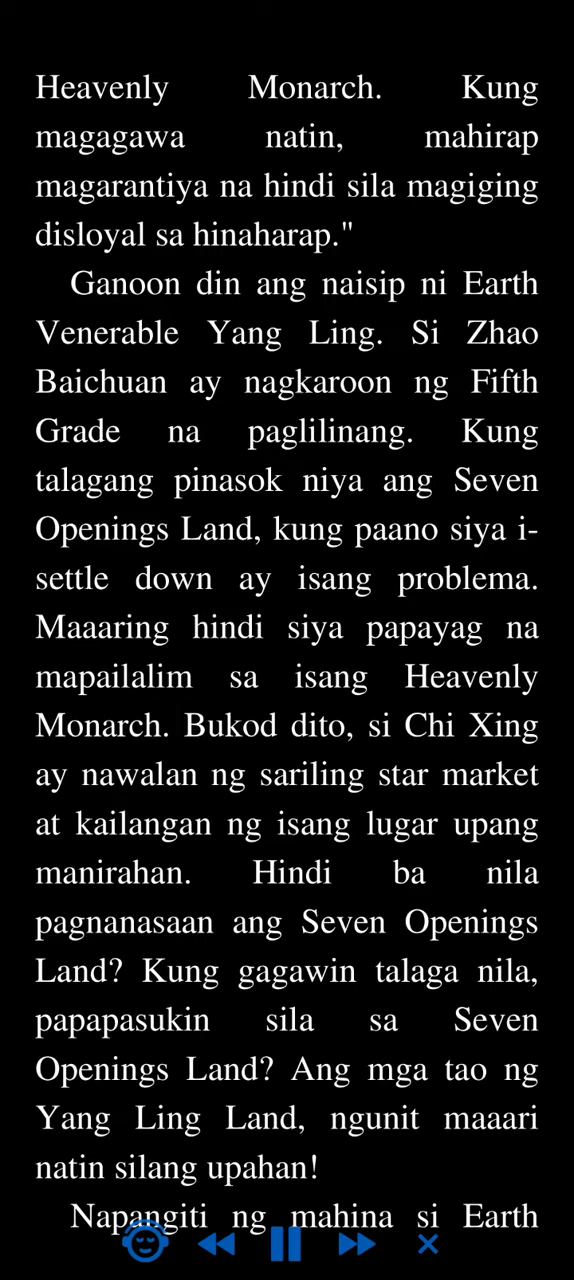 Heavenly Monarch. Kung
magagawa natin, mahirap
magarantiya na hindi sila magiging
disloyal sa hinaharap."
Ganoon din ang naisip ni Earth
Venerable Yang Ling. Si Zhao
Baichuan ay nagkaroon ng Fifth
Grade na paglilinang. Kung
talagang pinasok niya ang Seven
Openings Land, kung paano siya i-
settle down ay isang problema.
Maaaring hindi siya papayag na
mapailalim sa isang Heavenly
Monarch. Bukod dito, si Chi Xing
ay nawalan ng sariling star market
at kailangan ng isang lugar upang
manirahan. Hindi ba nila
pagnanasaan ang Seven Openings
Land? Kung gagawin talaga nila,
papapasukin sila sa Seven
Openings Land? Ang mga tao ng
Yang Ling Land, ngunit maaari
natin silang upahan!
Napangiti ng mahina si Earth